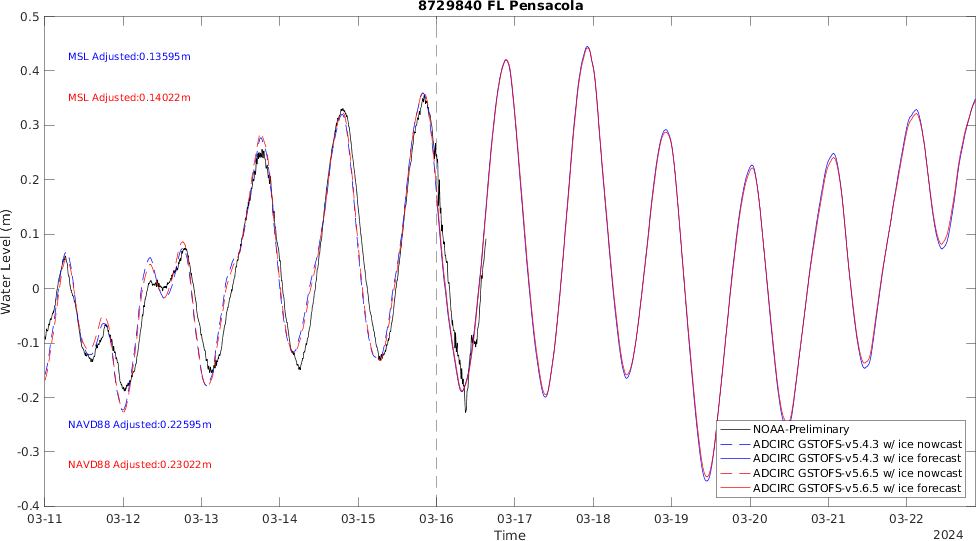 8729840 FL Pensacola
0.5
0.4
0.3
0.2
0.1
0
-0.1
-0.2
-0.3
-0.4
Water Level (m)
MSL Adjusted:0.13595m
MSL Adjusted:0.14022m
NAVD88 Adjusted:0.22595m
NAVD88 Adjusted:0.23022m
NOAA-Preliminary
ADCIRC GSTOFS-v5.4.3 w/ ice nowcast
ADCIRC GSTOFS-v5.4.3 w/ ice forecast
ADCIRC GSTOFS-v5.6.5 w/ ice nowcast
ADCIRC GSTOFS-v5.6.5 w/ ice forecast
03-11 03-12 03-13 03-14 03-15 03-16 03-17 03-18 03-19 03-20 03-21 03-22
Time
2024